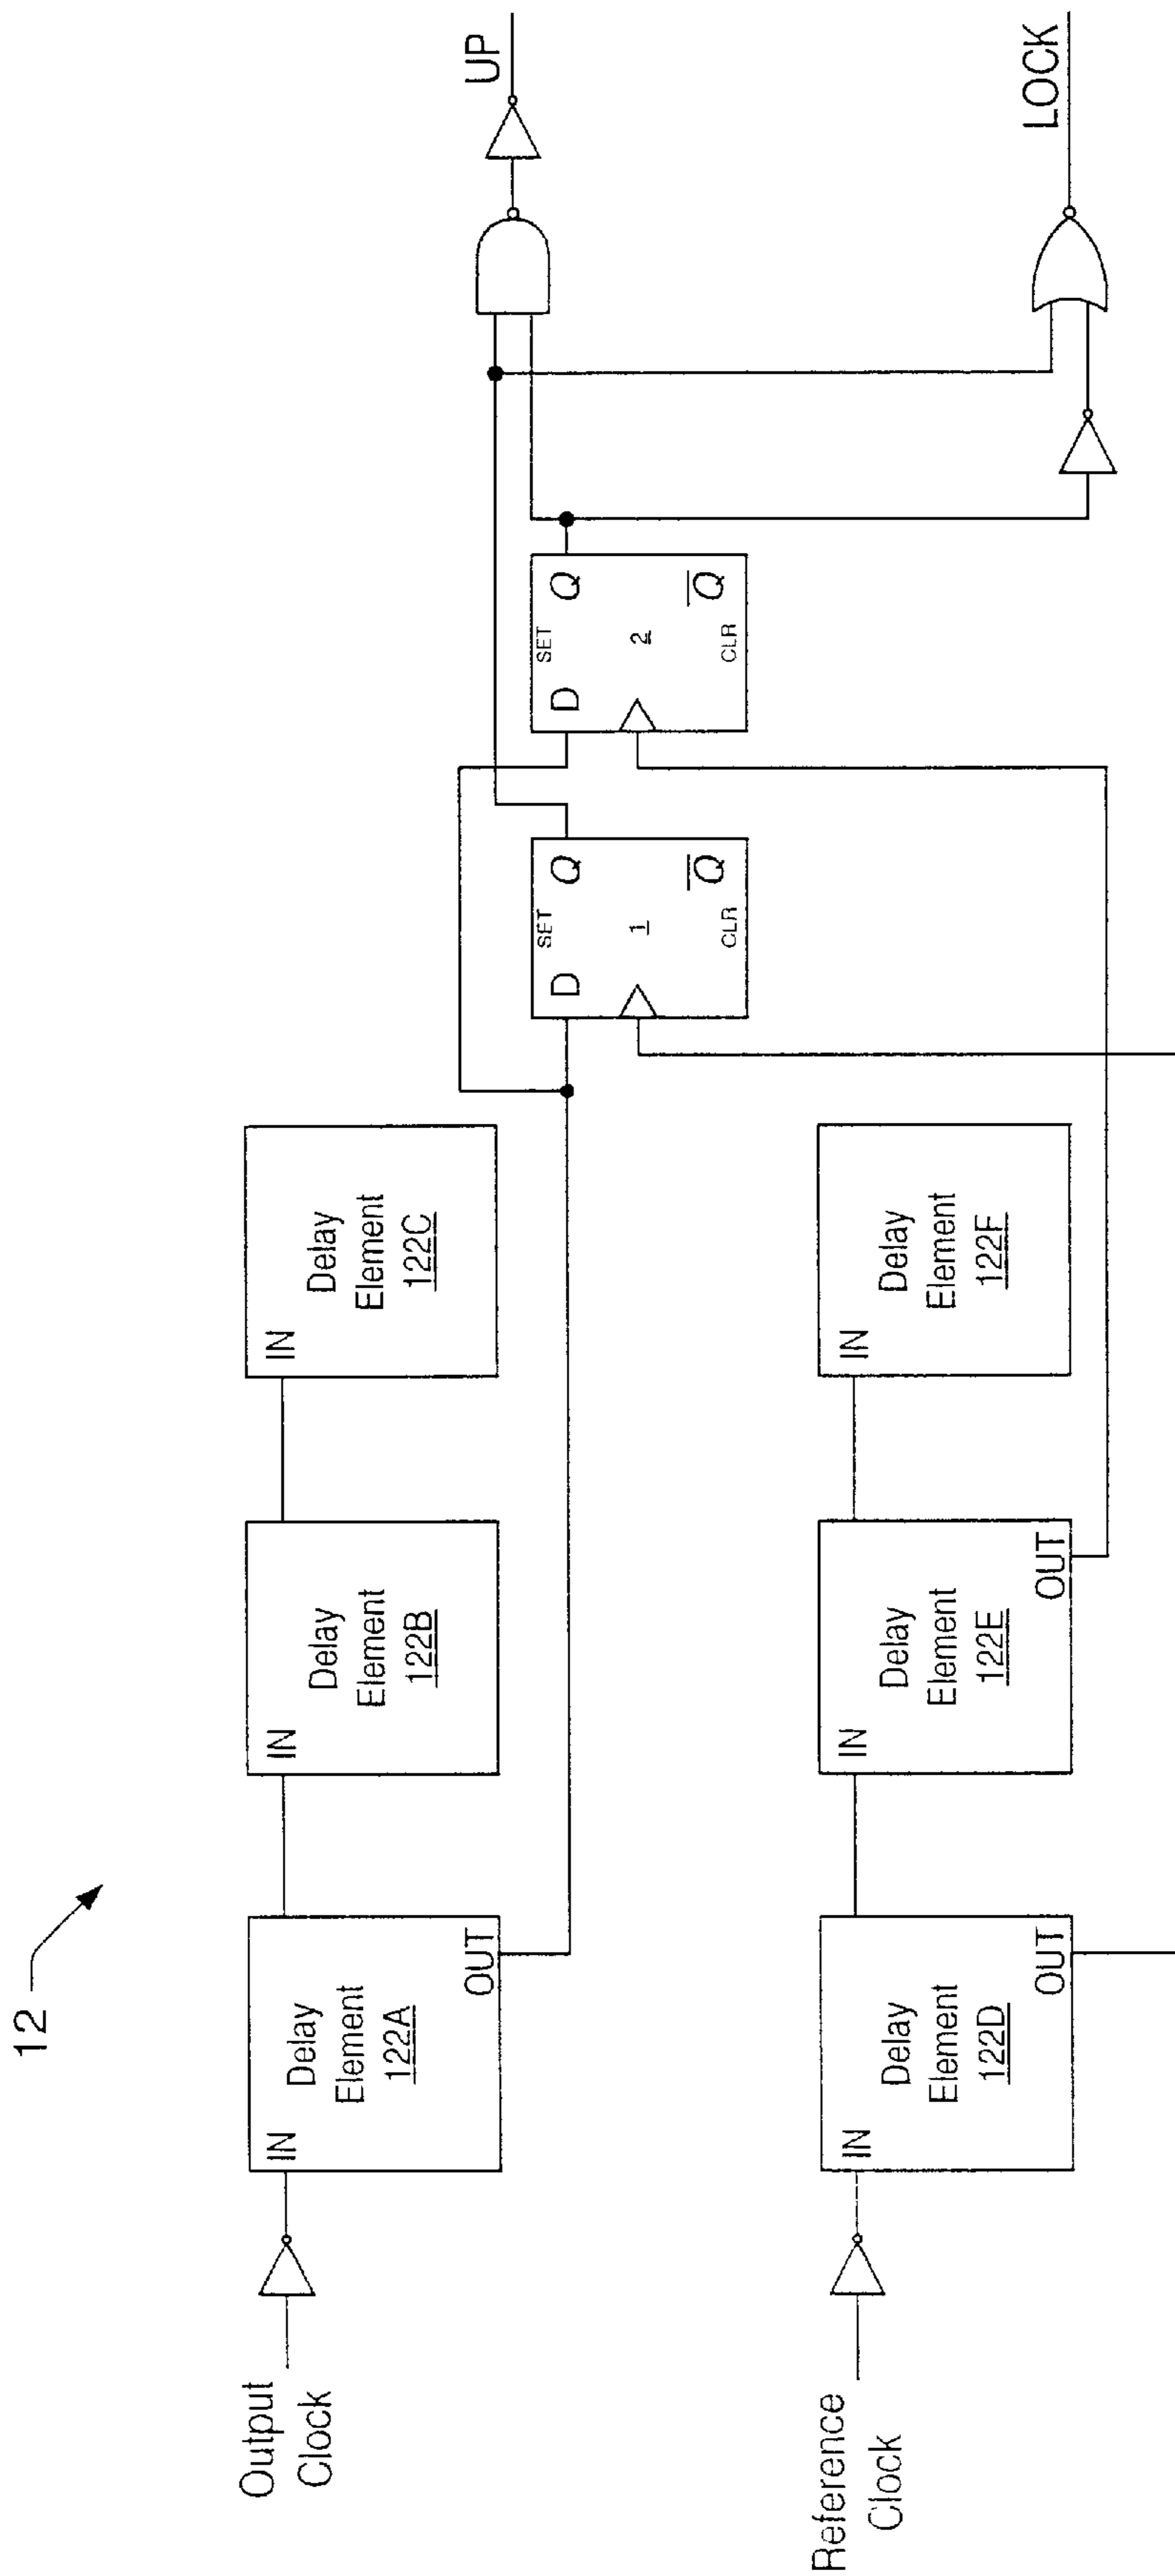 12
Output
Clock
IN
Delay
Element
122A
OUT
IN
Delay
Element
122B
IN
Delay
Element
122C
Reference
Clock
IN
Delay
Element
122D
OUT
IN
Delay
Element
122E
OUT
IN
Delay
Element
122F
D
SET
Q
1
CLR
Q
D
SET
Q
2
CLR
Q
UP
LOCK